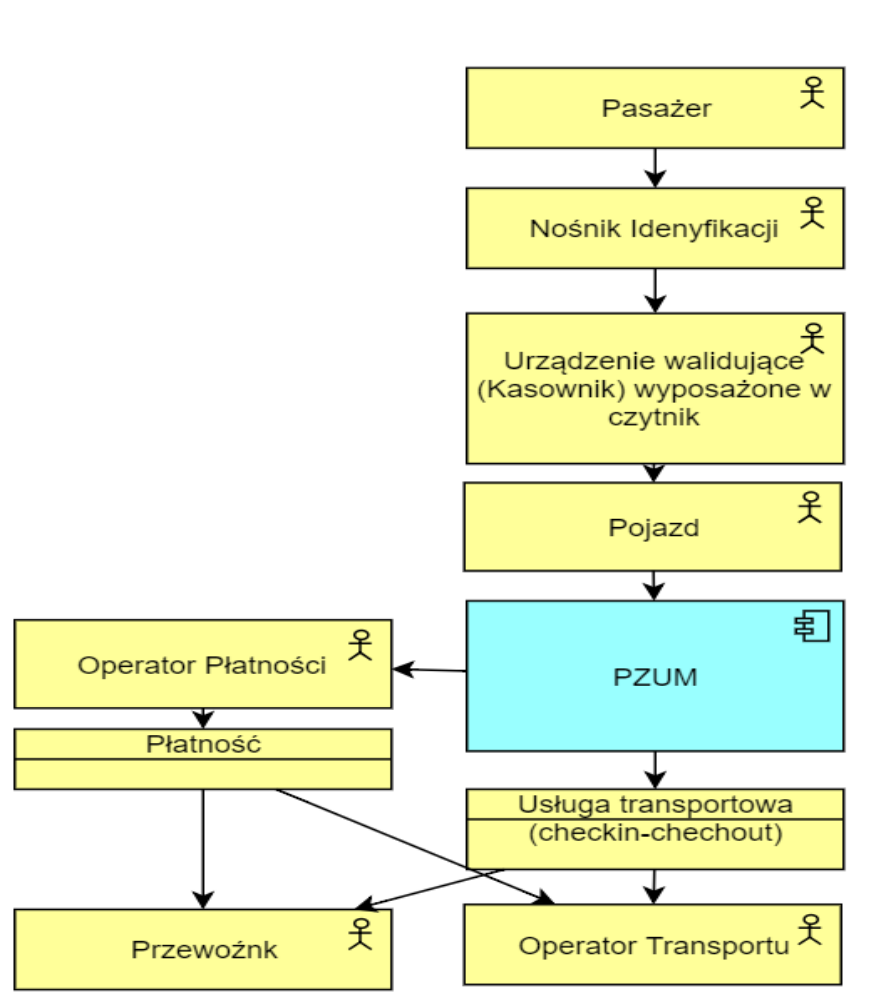 Pasażer
Nośnik Idenyfikacji
Urządzenie walidujące
(Kasownik) wyposażone w
czytnik
Pojazd
Operator Płatności
PZUM
Płatność
Usługa transportowa
(checkin-chechout)
Przewoźnk
Operator Transportu